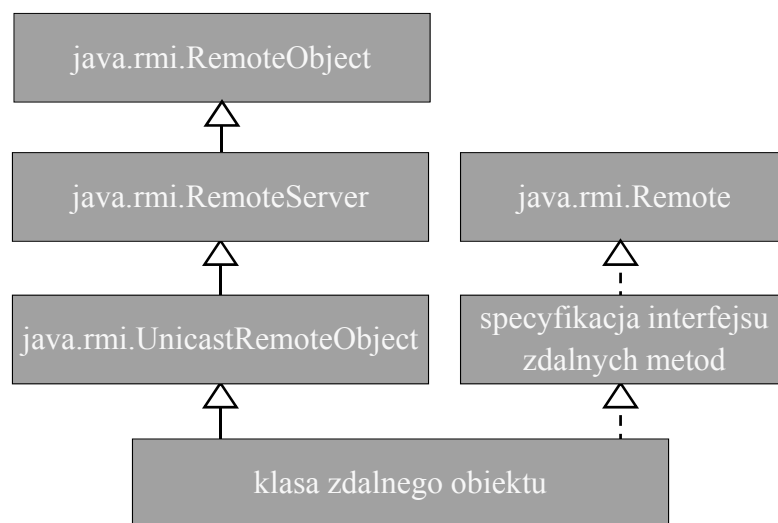 java.rmi.RemoteObject
java.rmi.RemoteServer
java.rmi.Remote
java.rmi.UnicastRemoteObject
specyfikacja interfejsu
zdalnych metod
klasa zdalnego obiektu